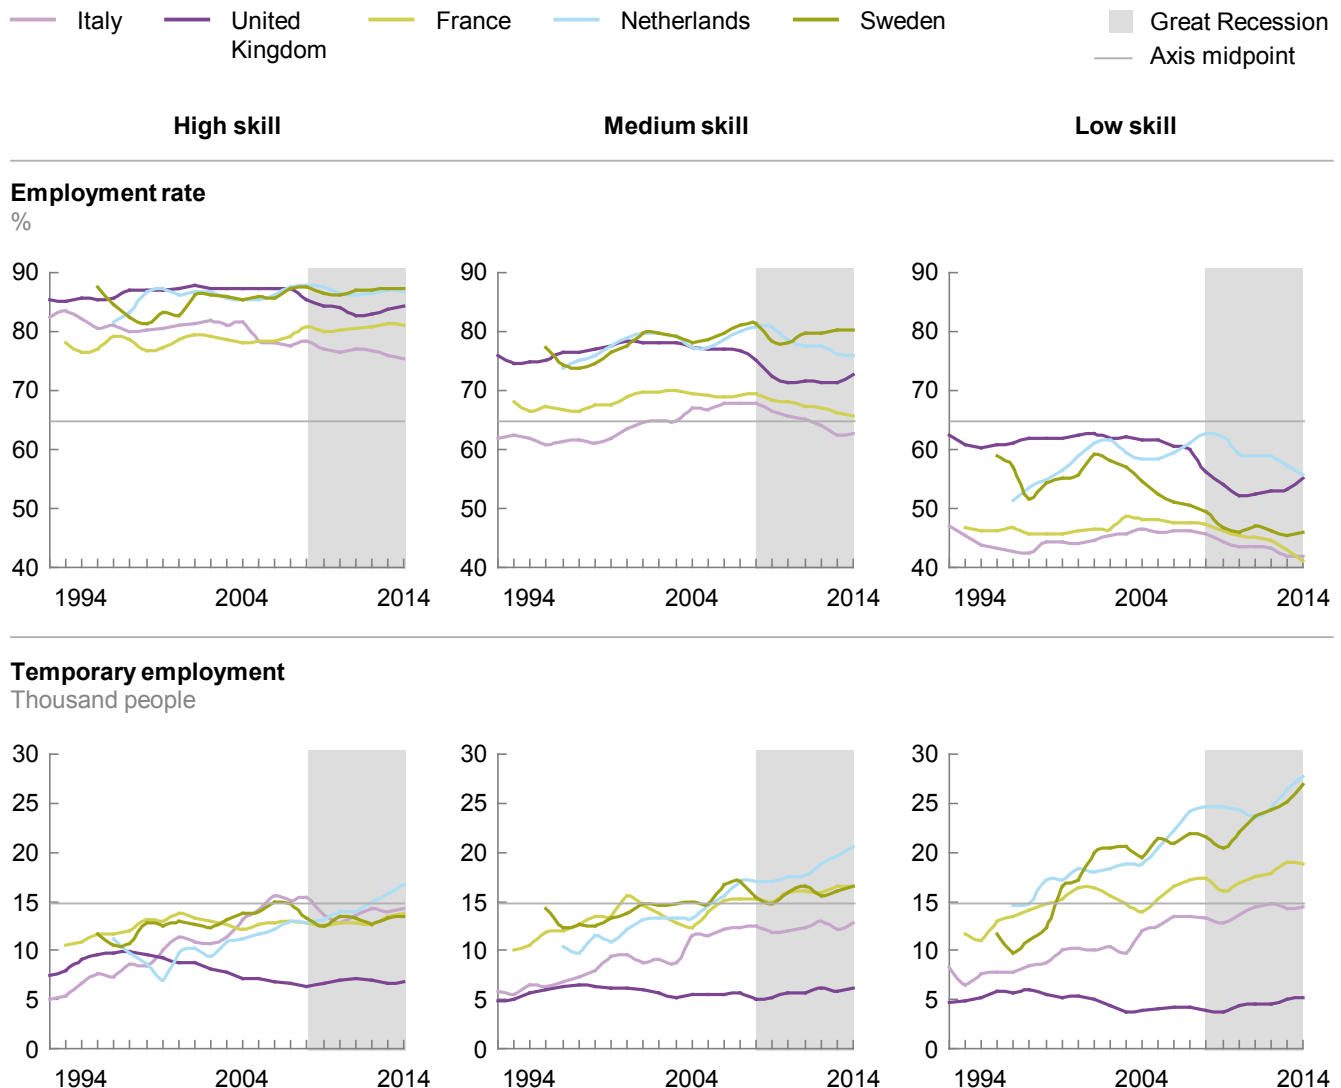 Italy United Kingdom France Netherlands Sweden Great Recession
Axis midpoint
High skill Medium skill Low skill
Employment rate
%
90 90 90
80 80 80
70 70 70
60 60 60
50 50 50
40 40 40
1994 2004 2014 1994 2004 2014 1994 2004 2014
Temporary employment
Thousand people
30 30 30
25 25 25
20 20 20
15 15 15
10 10 10
5 5 5
0 0 0
1994 2004 2014 1994 2004 2014 1994 2004 2014